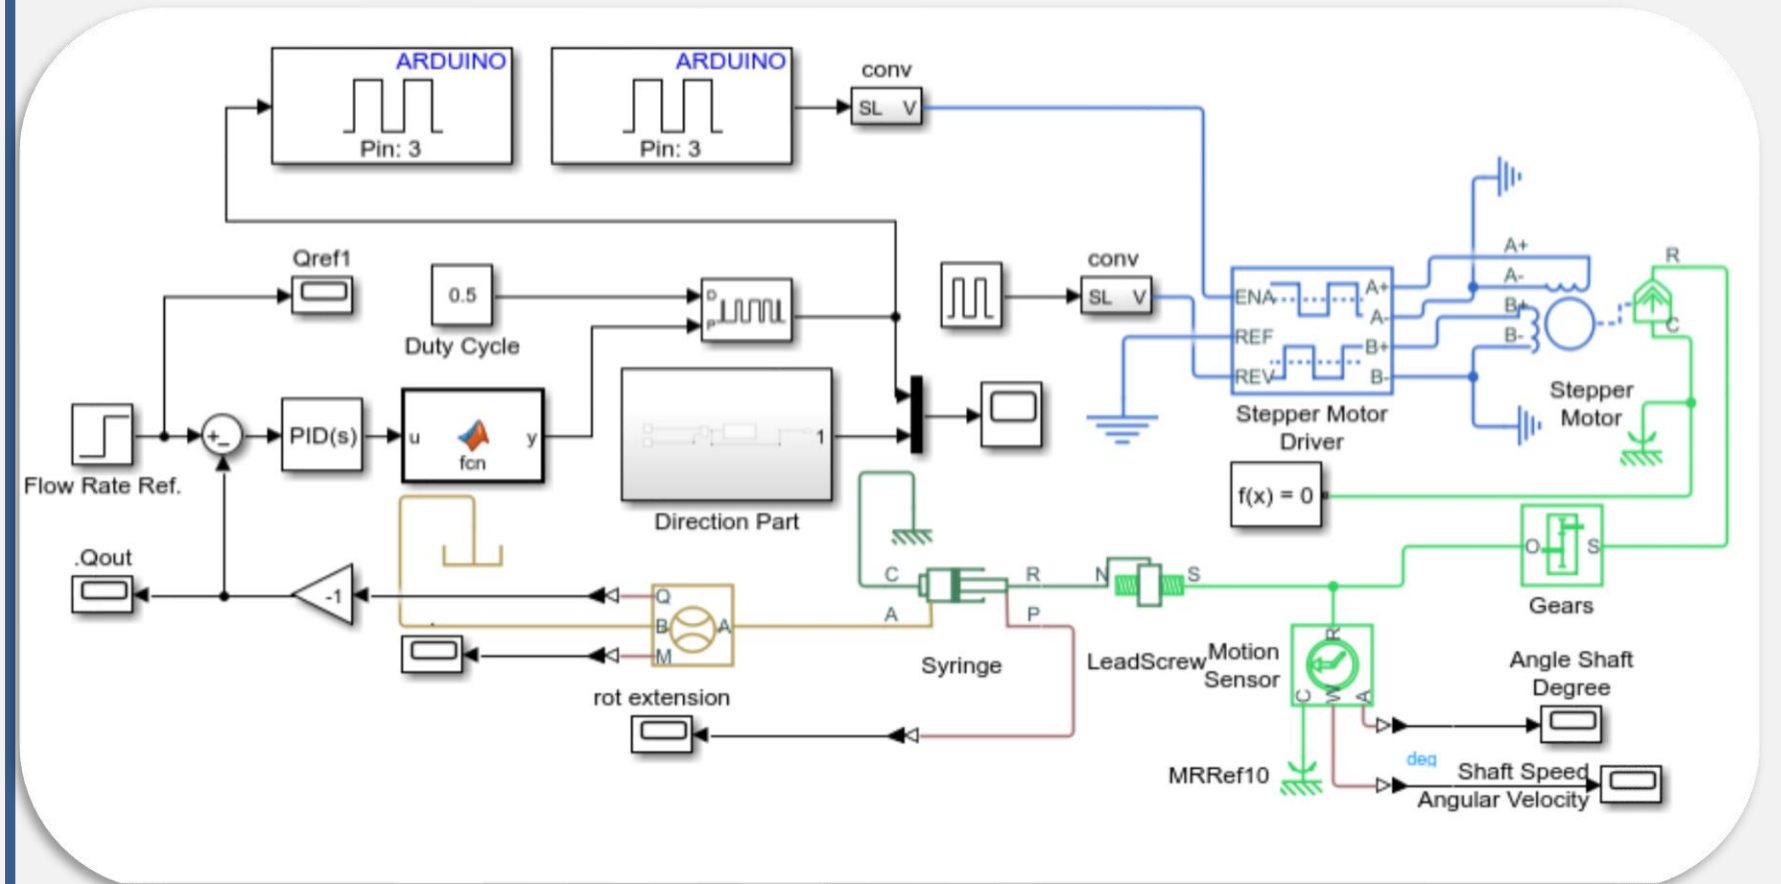 ARDUINO
Pin: 3
ARDUINO
Pin: 3
conv
SL V
Qref1
0.5
Duty Cycle
D
P
conv
SL V
ENA
REF
REV
A+
A-
B+
B-
Stepper Motor
Driver
A+
A-
B+
B-
R
C
Stepper
Motor
Flow Rate Ref.
+
-
PID(s)
u
fcn
y
1
Direction Part
f(x) = 0
.Qout
-1
Q
B
M
A
C
A
R
P
Syringe
N
S
LeadScrew
O
S
Gears
rot extension
Motion
Sensor
R
C
W
A
MRRef10
Angle Shaft
Degree
deg
Shaft Speed
Angular Velocity